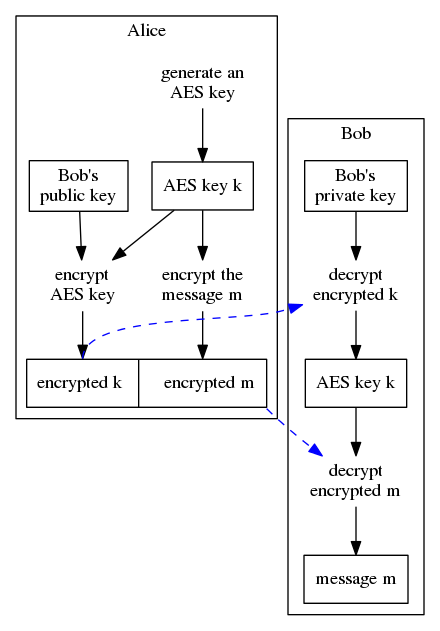 Alice
generate an
AES key
Bob's
public key
AES key k
encrypt
AES key
encrypt the
message m
encrypted k
encrypted m
Bob
Bob's
private key
decrypt
encrypted k
AES key k
decrypt
encrypted m
message m